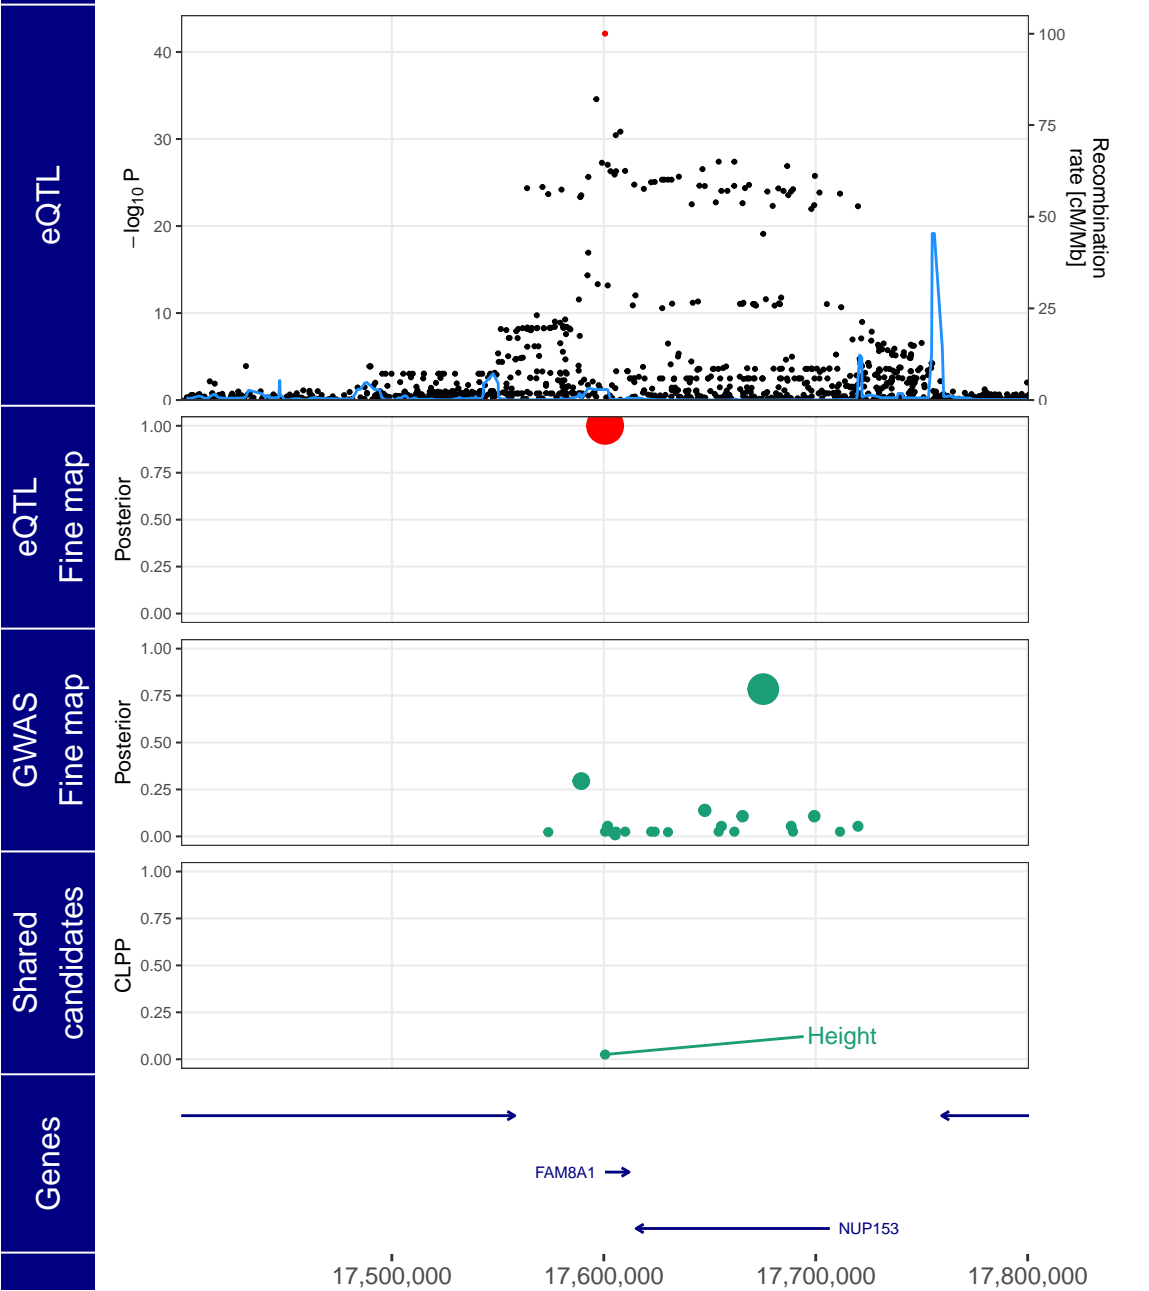 eQTL
− log10 P
40
30
20
10
0
100
75
50
25
0
Recombination
rate [cM/Mb]
eQTL
Fine map
Posterior
1.00
0.75
0.50
0.25
0.00
GWAS
Fine map
Posterior
1.00
0.75
0.50
0.25
0.00
Shared
candidates
CLPP
1.00
0.75
0.50
0.25
0.00
Height
Genes
FAM8A1
NUP153
17,500,000 17,600,000 17,700,000 17,800,000